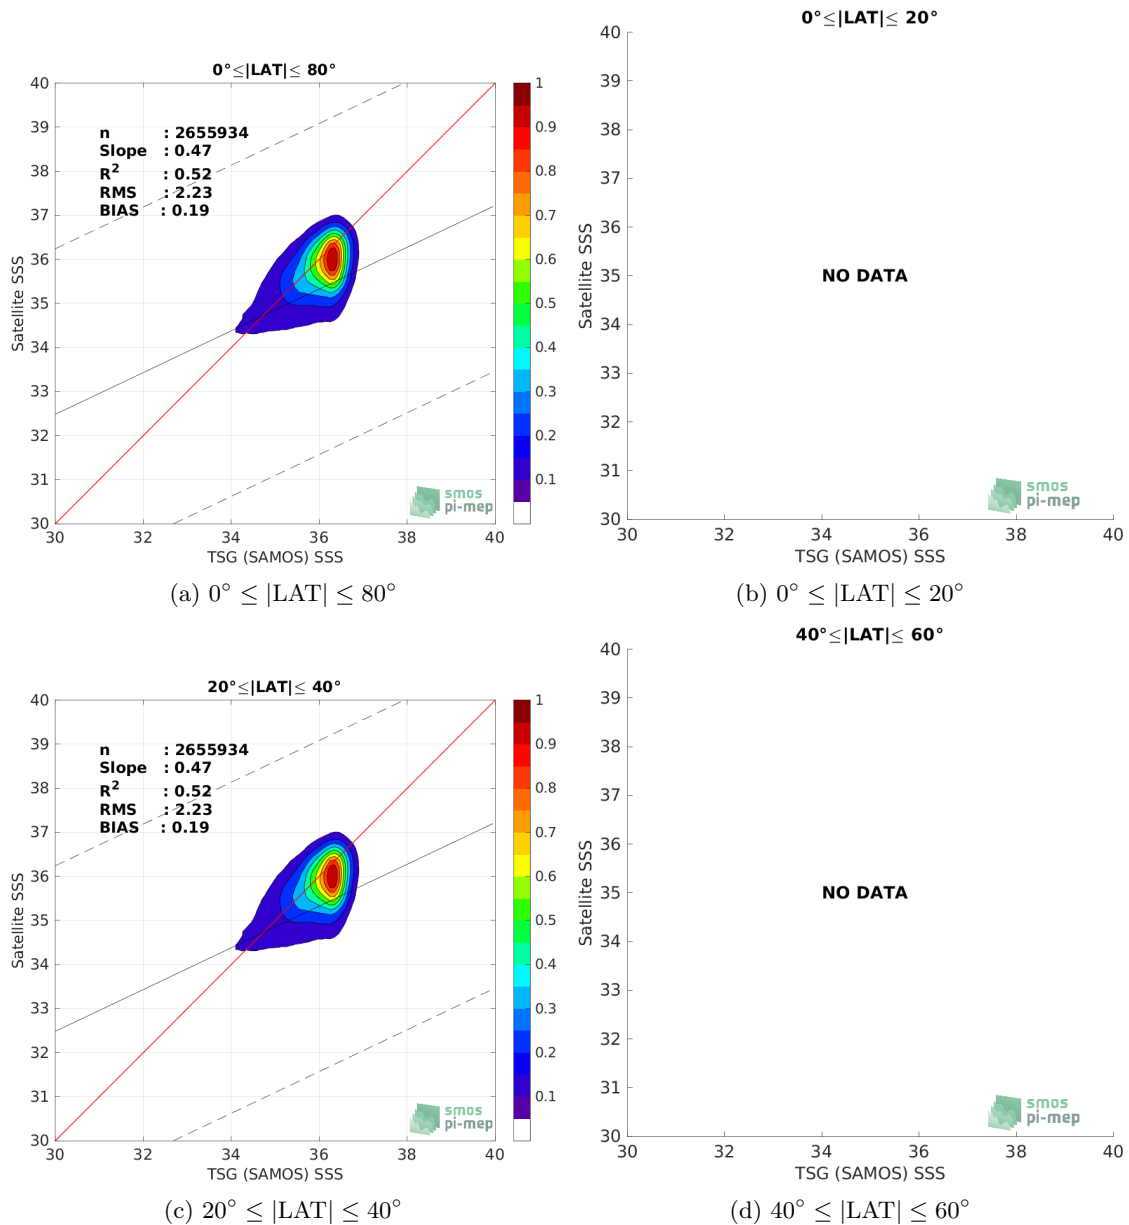 0°≤|LAT|≤ 80°
40
39
38
37
36
35
34
33
32
31
30
30 32 34 36 38 40
Satellite SSS
TSG (SAMOS) SSS
n : 2655934
Slope : 0.47
R² : 0.52
RMS : 2.23
BIAS : 0.19
1
0.9
0.8
0.7
0.6
0.5
0.4
0.3
0.2
0.1
smos
pi-mep
(a) 0° ≤ |LAT| ≤ 80°
0°≤|LAT|≤ 20°
40
39
38
37
36
35
34
33
32
31
30
30 32 34 36 38 40
Satellite SSS
TSG (SAMOS) SSS
NO DATA
smos
pi-mep
(b) 0° ≤ |LAT| ≤ 20°
20°≤|LAT|≤ 40°
40
39
38
37
36
35
34
33
32
31
30
30 32 34 36 38 40
Satellite SSS
TSG (SAMOS) SSS
n : 2655934
Slope : 0.47
R² : 0.52
RMS : 2.23
BIAS : 0.19
1
0.9
0.8
0.7
0.6
0.5
0.4
0.3
0.2
0.1
smos
pi-mep
(c) 20° ≤ |LAT| ≤ 40°
40°≤|LAT|≤ 60°
40
39
38
37
36
35
34
33
32
31
30
30 32 34 36 38 40
Satellite SSS
TSG (SAMOS) SSS
NO DATA
smos
pi-mep
(d) 40° ≤ |LAT| ≤ 60°